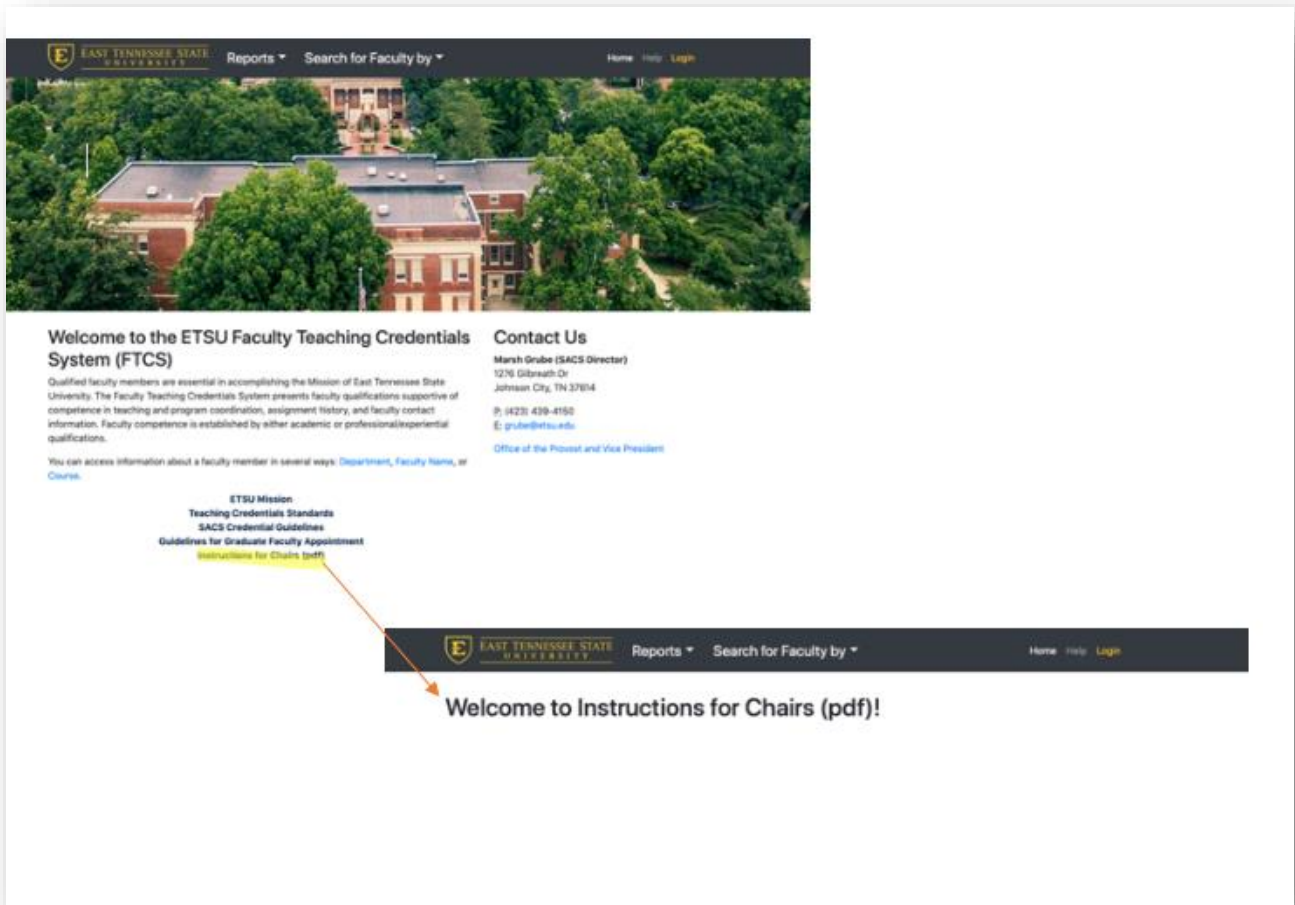 EAST TENNESSEE STATE
UNIVERSITY
Reports
Search for Faculty by
Home Help Login
Welcome to the ETSU Faculty Teaching Credentials
System (FTCS)
Qualified faculty members are essential in accomplishing the Mission of East Tennessee State
University. The Faculty Teaching Credentials System presents faculty qualifications supportive of
competence in teaching and program coordination, assignment history, and faculty contact
information. Faculty competence is established by either academic or professional/experiential
qualifications.
You can access information about a faculty member in several ways: Department, Faculty Name, or
Course.
ETSU Mission
Teaching Credentials Standards
SACS Credential Guidelines
Guidelines for Graduate Faculty Appointment
Instructions for Chairs (pdf)
Contact Us
Marsh Grube (SACS Director)
1276 Gilbreath Dr
Johnson City, TN 37614
P: (423) 439-4150
E: grube@etsu.edu
Office of the Provost and Vice President
EAST TENNESSEE STATE
UNIVERSITY
Reports
Search for Faculty by
Home Help Login
Welcome to Instructions for Chairs (pdf)!